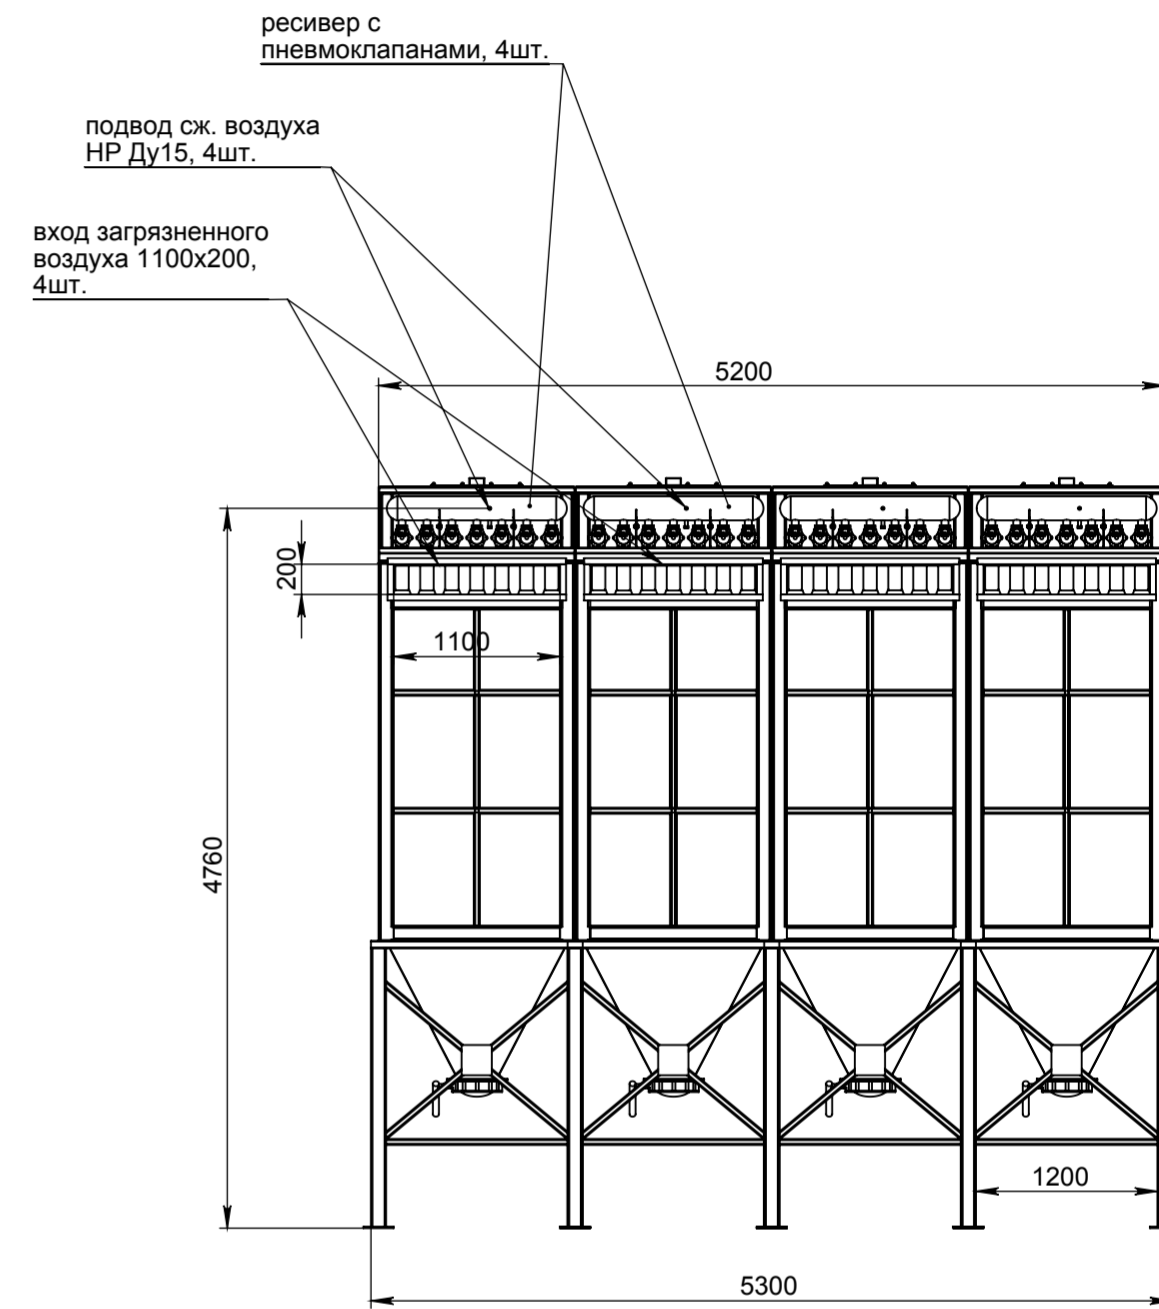 ресивер с
пневмоклапанами, 4шт.
подвод сж. воздуха
НР Ду15, 4шт.
вход загрязненного
воздуха 1100x200,
4шт.
5200
200
1100
4760
1200
5300